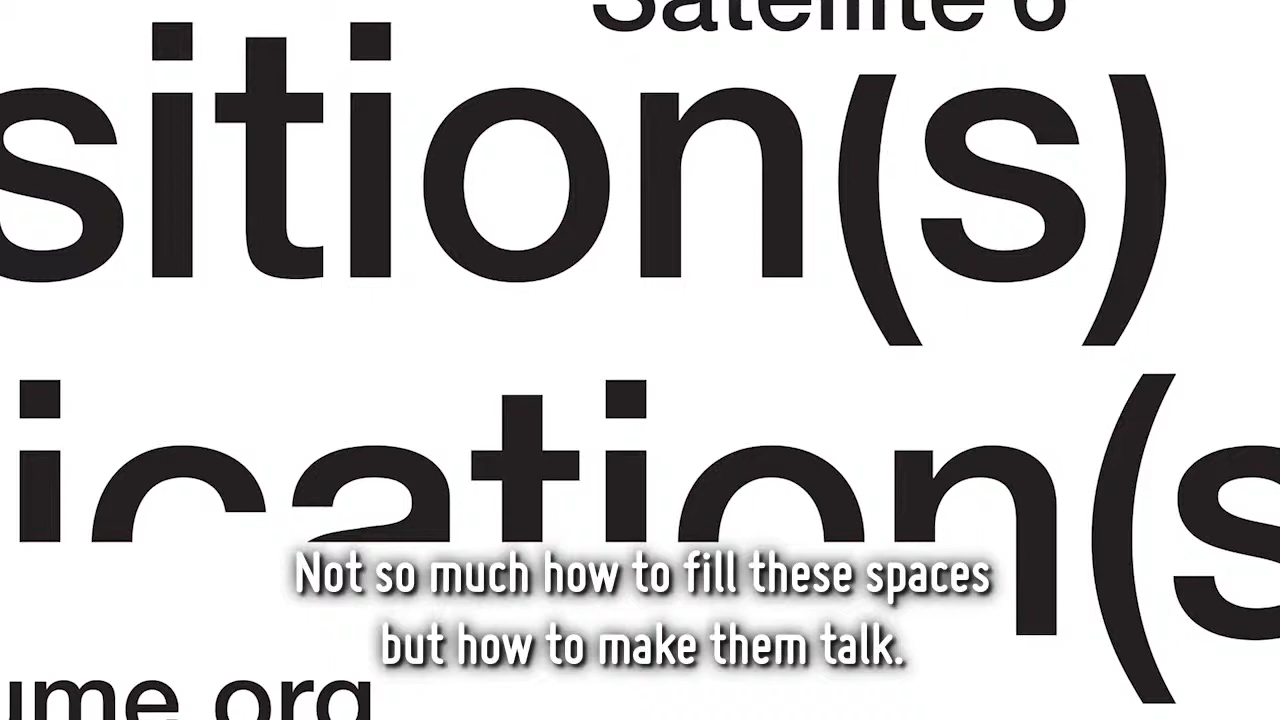 Satellite 6
sition(s)
ication(s
Not so much how to fill these spaces
but how to make them talk.
ume.org